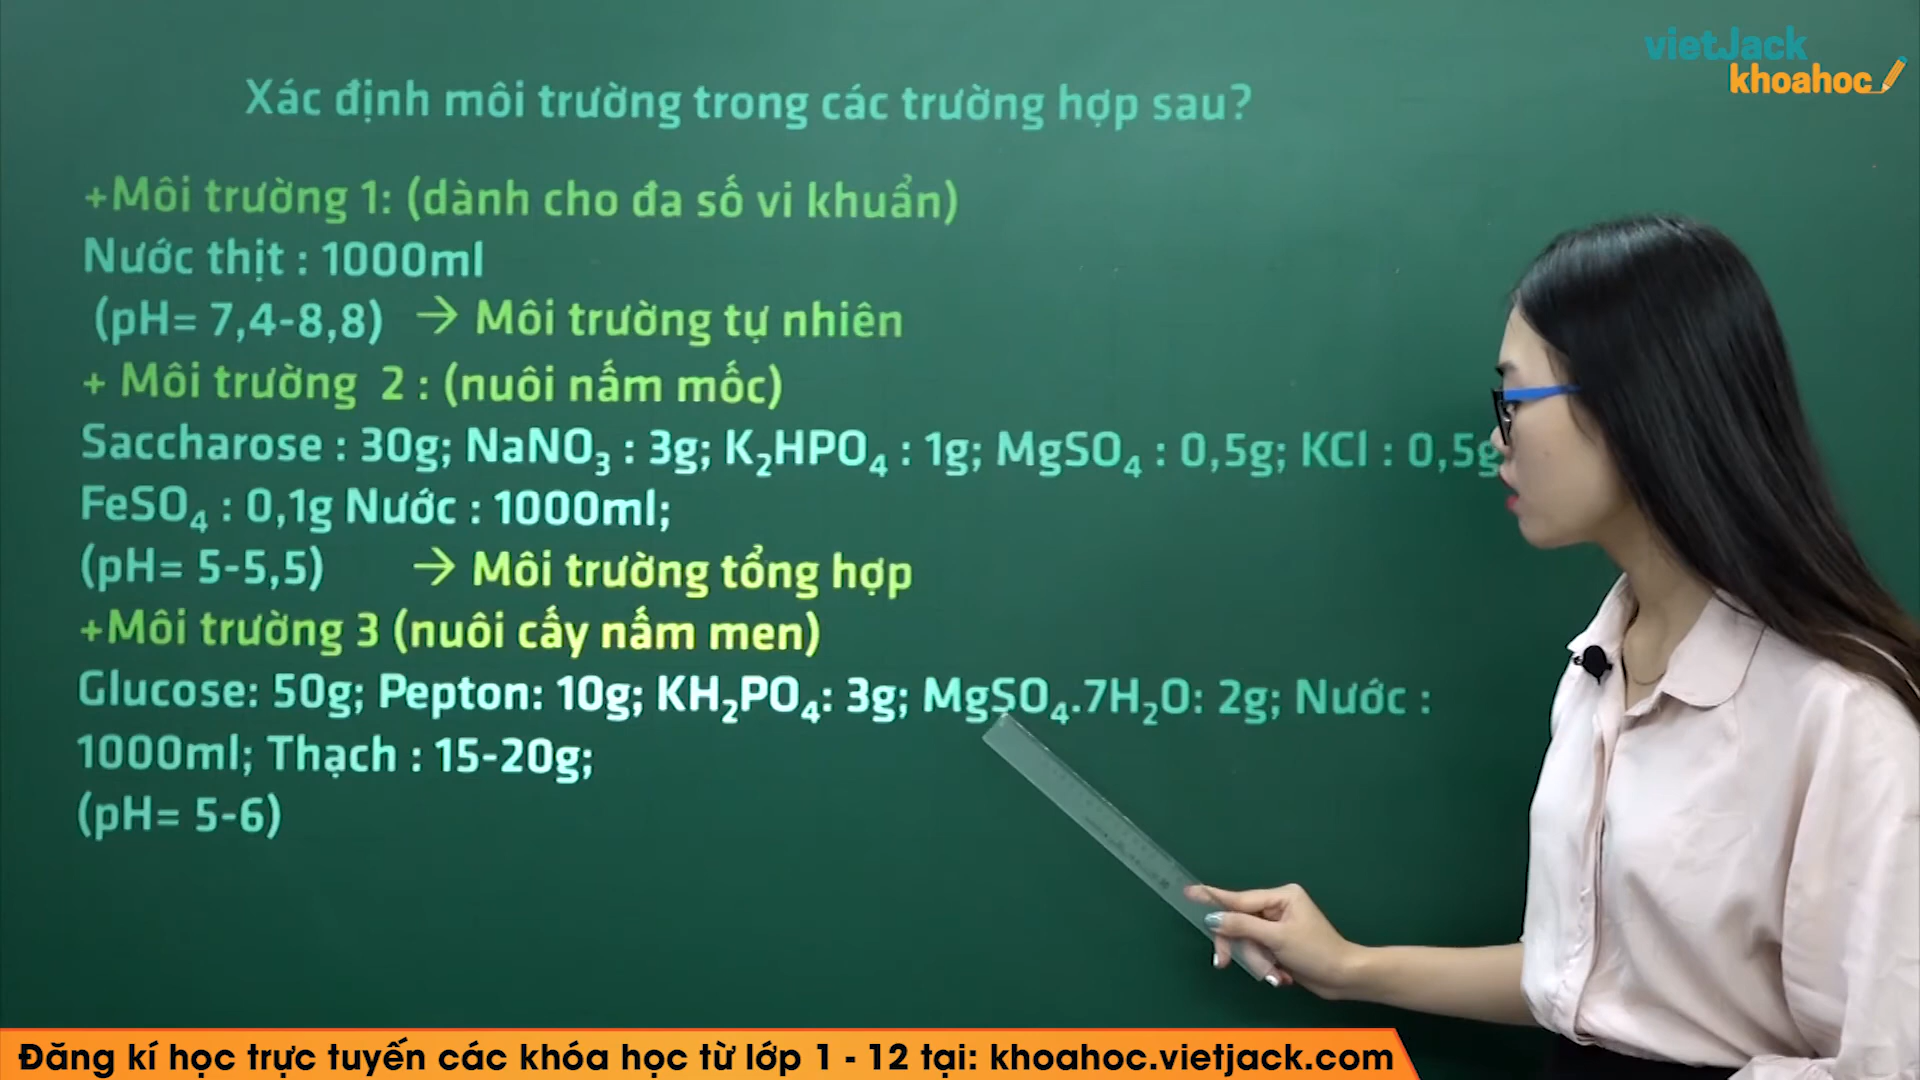 vietJack
khoahoc
Xác định môi trường trong các trường hợp sau?
+Môi trường 1: (dành cho đa số vi khuẩn)
Nước thịt : 1000ml
(pH= 7,4-8,8) → Môi trường tự nhiên
+ Môi trường 2 : (nuôi nấm mốc)
Saccharose : 30g; NaNO₃ : 3g; K₂HPO₄ : 1g; MgSO₄ : 0,5g; KCl : 0,5g
FeSO₄ : 0,1g Nước : 1000ml;
(pH= 5-5,5) → Môi trường tổng hợp
+Môi trường 3 (nuôi cấy nấm men)
Glucose: 50g; Pepton: 10g; KH₂PO₄: 3g; MgSO₄.7H₂O: 2g; Nước :
1000ml; Thạch : 15-20g;
(pH= 5-6)
Đăng kí học trực tuyến các khóa học từ lớp 1 - 12 tại: khoahoc.vietjack.com